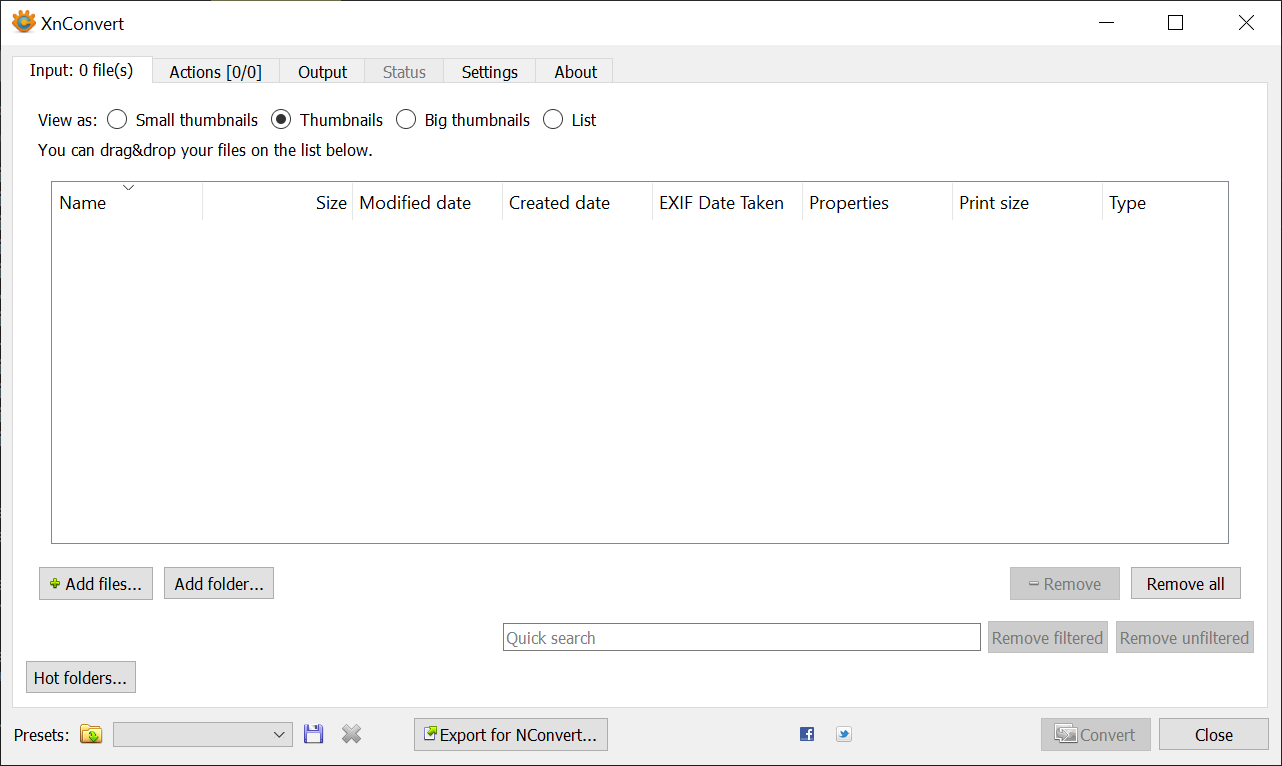 XnConvert
Input: 0 file(s) Actions [0/0] Output Status Settings About
View as: Small thumbnails Thumbnails Big thumbnails List
You can drag&drop your files on the list below.
Name Size Modified date Created date EXIF Date Taken Properties Print size Type
Add files... Add folder... Remove Remove all
Quick search Remove filtered Remove unfiltered
Hot folders...
Presets: Export for NConvert... Convert Close